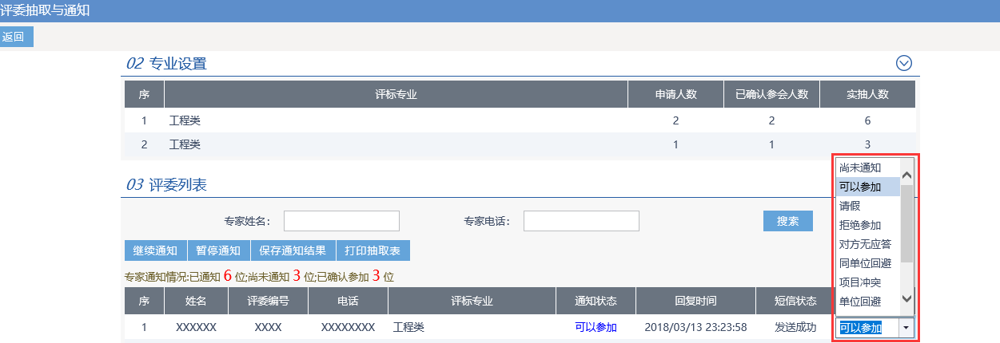 评委抽取与通知
返回
02 专业设置
序 评标专业 申请人数 已确认参会人数 实抽人数
1 工程类 2 2 6
2 工程类 1 1 3
03 评委列表
专家姓名: 专家电话: 搜索
继续通知 暂停通知 保存通知结果 打印抽取表
专家通知情况:已通知 6 位;尚未通知 3 位;已确认参加 3 位
序 姓名 评委编号 电话 评标专业 通知状态 回复时间 短信状态
1 XXXXXX XXXX XXXXXXXX 工程类 可以参加 2018/03/13 23:23:58 发送成功 可以参加
尚未通知
可以参加
请假
拒绝参加
对方无应答
同单位回避
项目冲突
单位回避